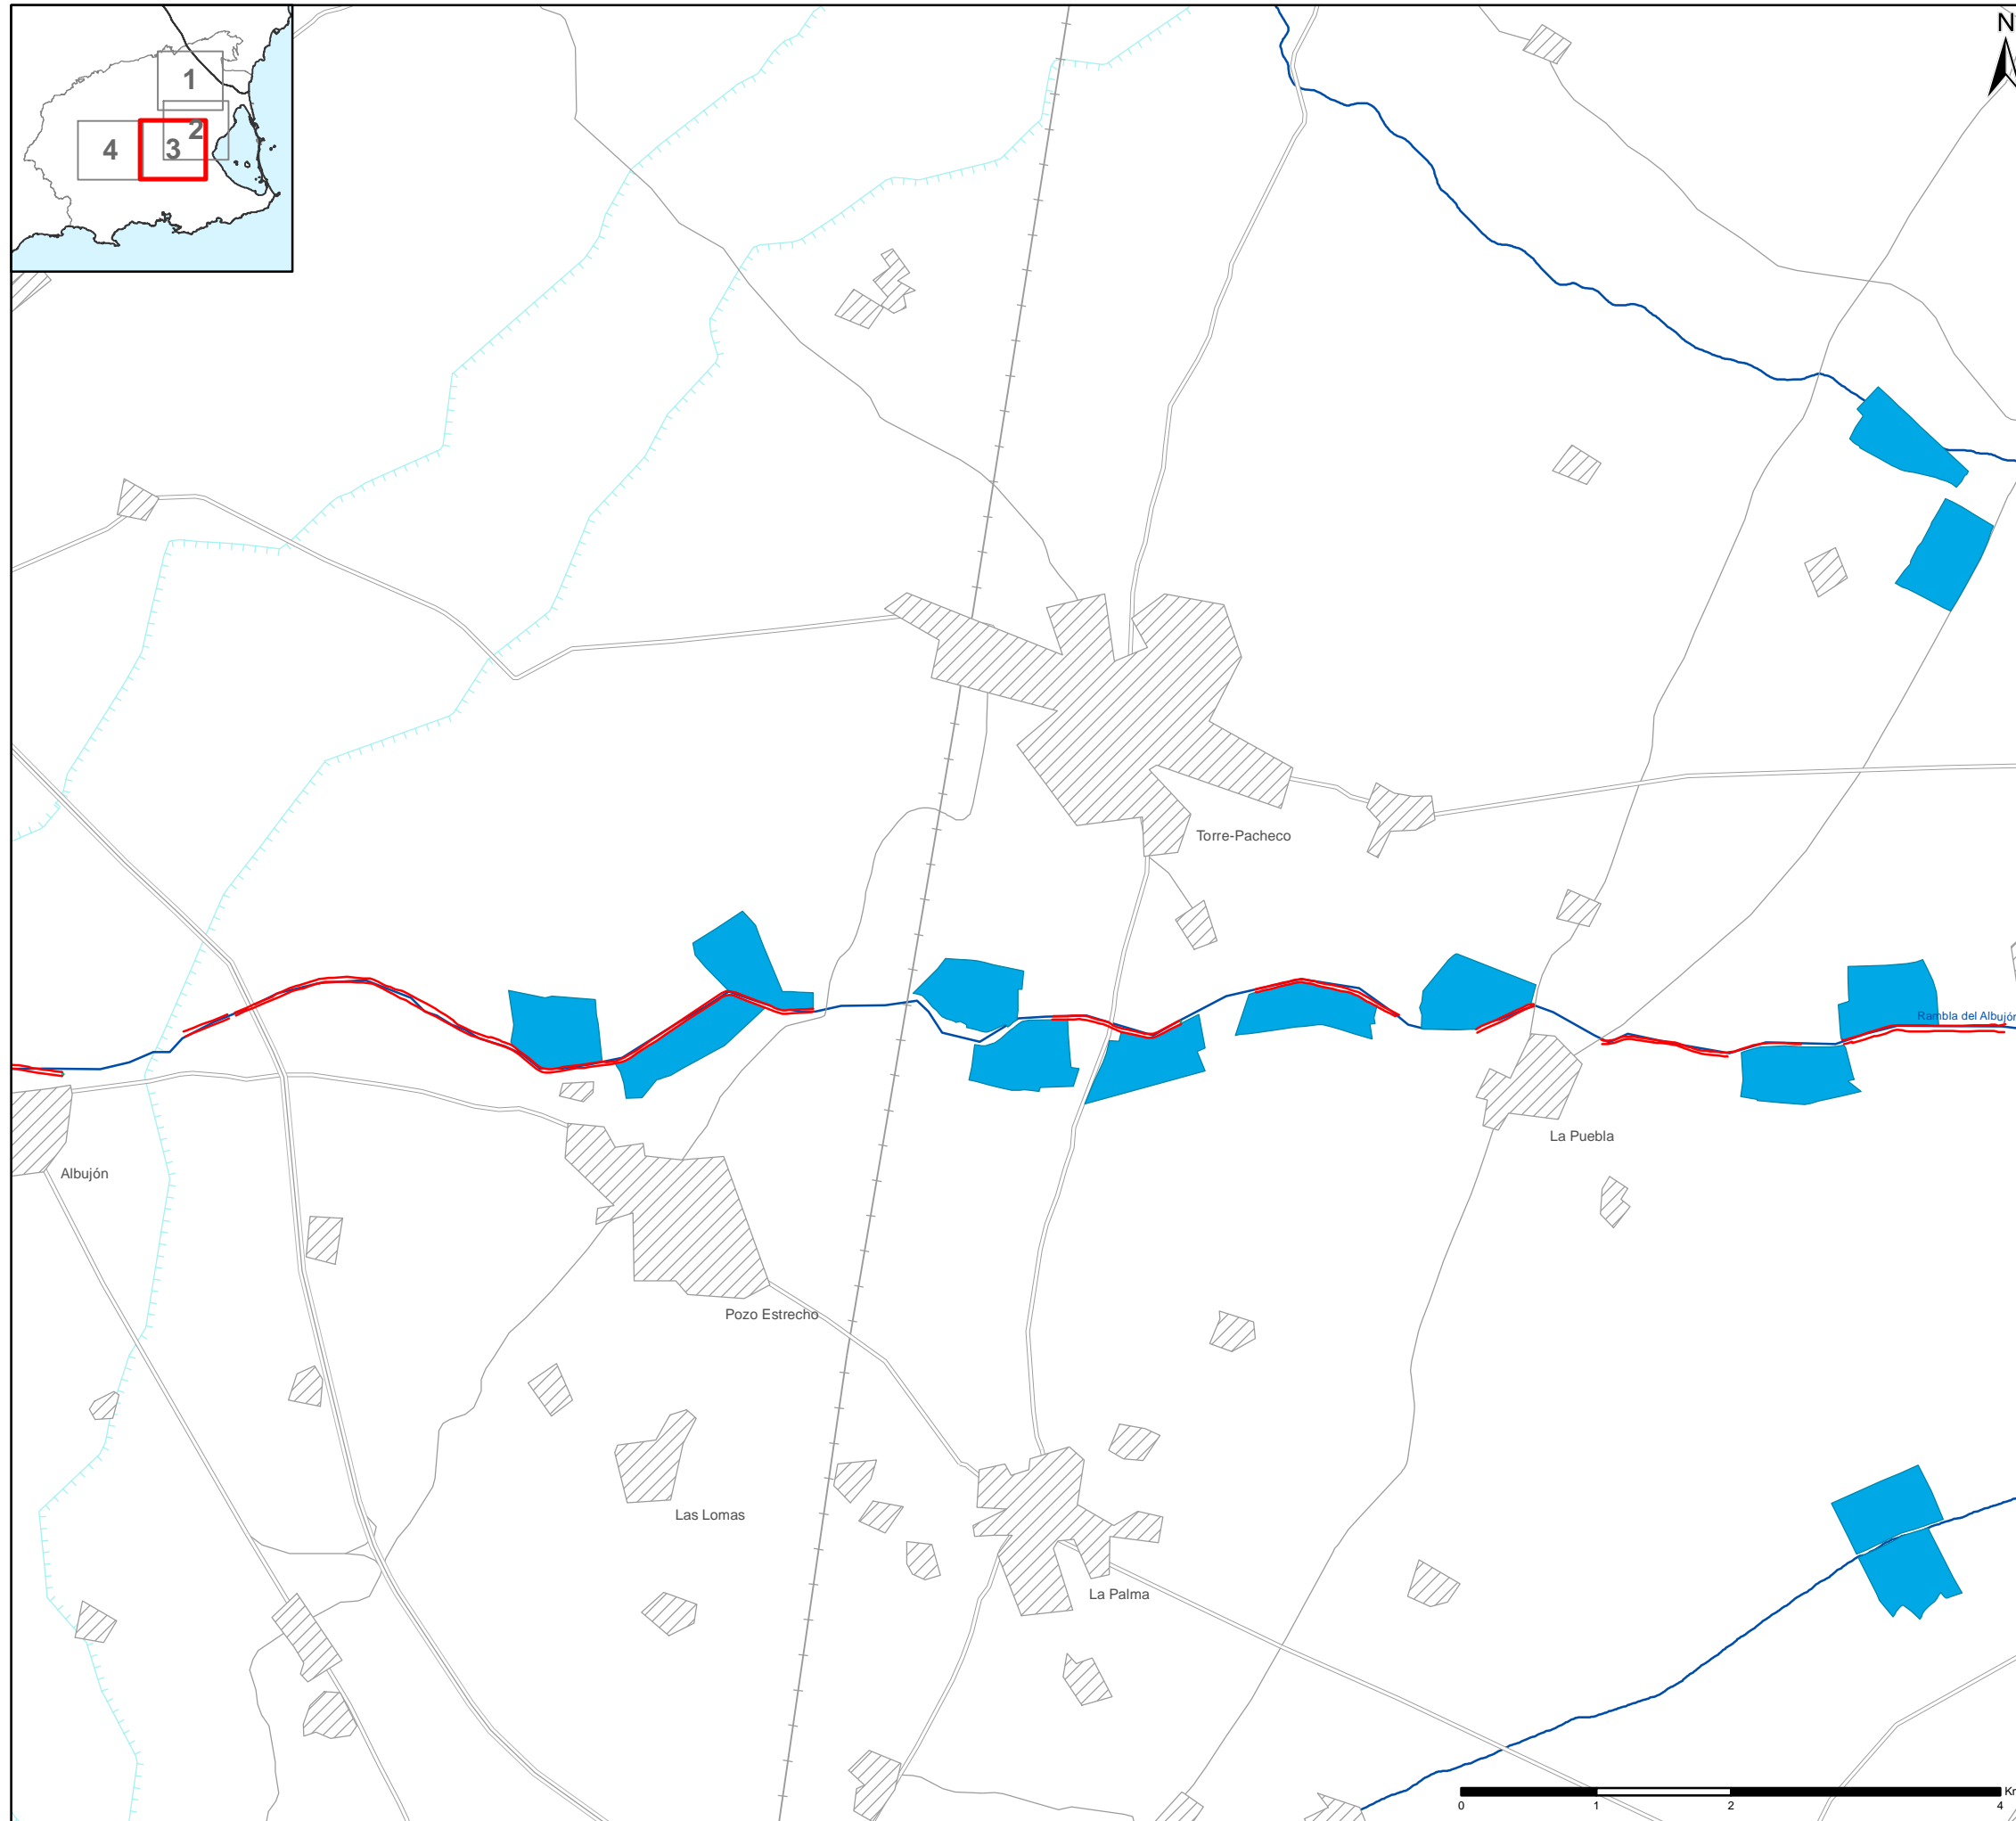 N
1
2
3
4
Torre-Pacheco
Rambla del Albujón
La Puebla
Albujón
Pozo Estrecho
Las Lomas
La Palma
Km
0 1 2 4